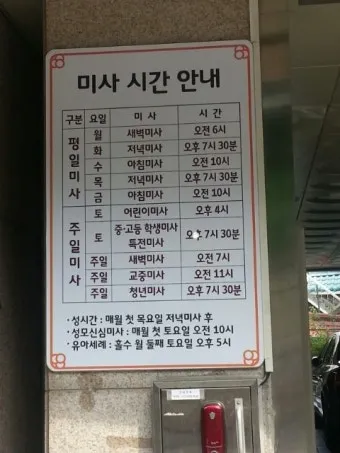 미사 시간 안내
구분 요일 미 사 시 간
평일미사 월 새벽미사 오전 6시
화 저녁미사 오후 7시 30분
수 아침미사 오전 10시
목 저녁미사 오후 7시 30분
금 아침미사 오전 10시
주일미사 토 어린이미사 오후 4시
토 중·고등 학생미사 특전미사 오후 7시 30분
주일 새벽미사 오전 7시
주일 교중미사 오전 11시
주일 청년미사 오후 7시 30분
·성시간 : 매월 첫 목요일 저녁미사 후
·성모신심미사 : 매월 첫 토요일 오전 10시
·유아세례 : 홀수 월 둘째 토요일 오후 5시